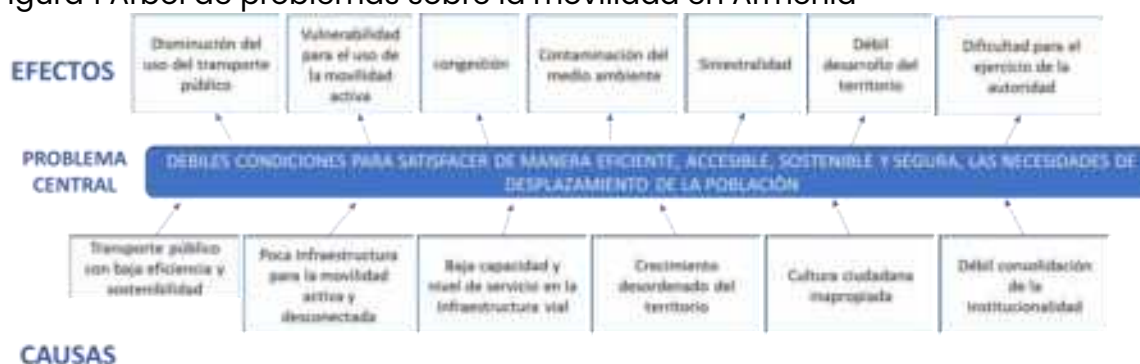 Figura 1 Árbol de problemas sobre la movilidad en Armenia
EFECTOS
Disminución del
uso del transporte
público
Vulnerabilidad
para el uso de
la movilidad
activa
congestión
Contaminación del
medio ambiente
Siniestralidad
Débil
desarrollo del
territorio
Dificultad para el
ejercicio de la
autoridad
PROBLEMA
CENTRAL
DÉBILES CONDICIONES PARA SATISFACER DE MANERA EFICIENTE, ACCESIBLE, SOSTENIBLE Y SEGURA, LAS NECESIDADES DE
DESPLAZAMIENTO DE LA POBLACIÓN
Transporte público
con baja eficiencia y
sostenibilidad
Poca infraestructura
para la movilidad
activa y
desconectada
Baja capacidad y
nivel de servicio en la
infraestructura vial
Crecimiento
desordenado del
territorio
Cultura ciudadana
inapropiada
Débil consolidación
de la
institucionalidad
CAUSAS